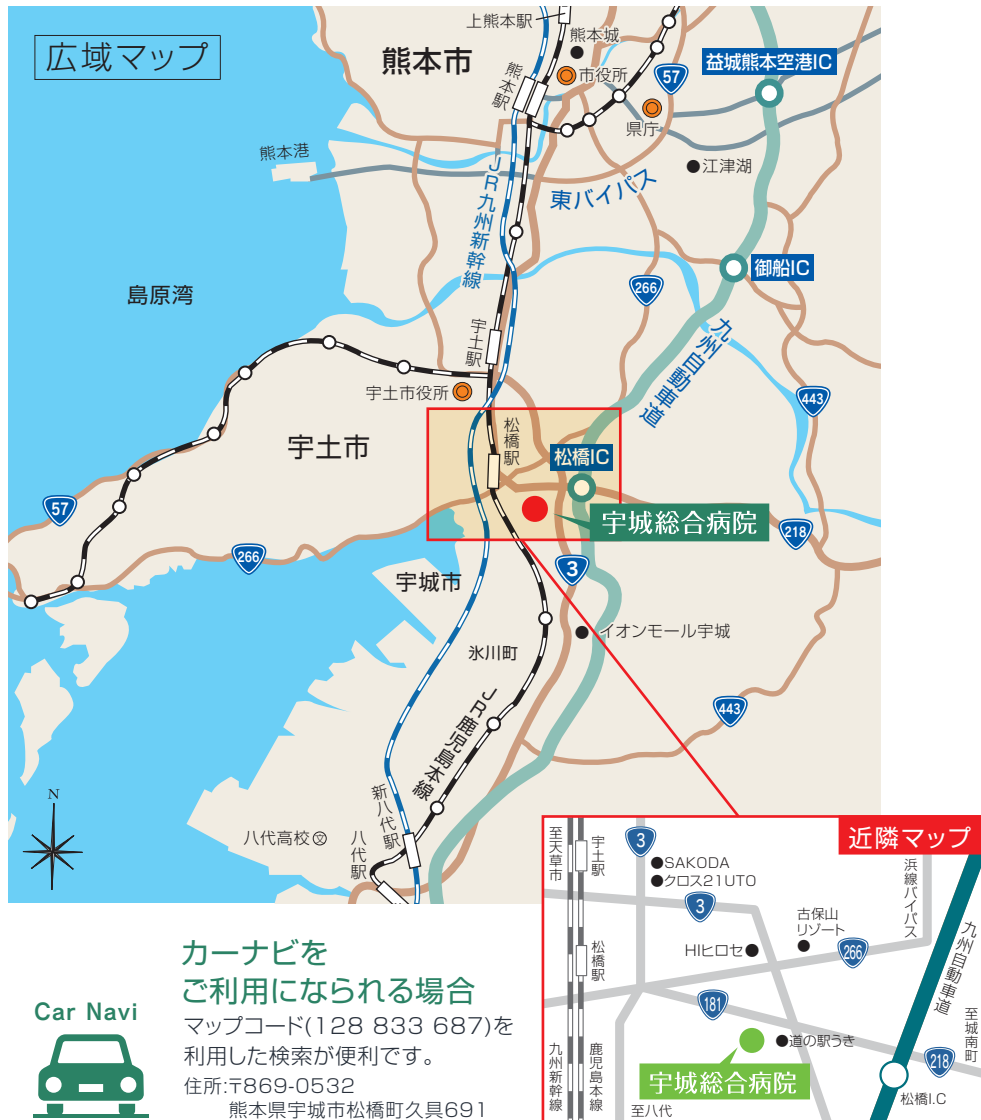 広域マップ
上熊本駅
熊本市
熊本城
市役所
熊本駅
57
益城熊本空港IC
県庁
熊本港
江津湖
東バイパス
JR九州新幹線
御船IC
島原湾
266
宇土駅
九州自動車道
宇土市役所
443
松橋駅
宇土市
松橋IC
57
宇城総合病院
218
266
3
宇城市
イオンモール宇城
氷川町
443
JR鹿児島本線
N
新八代駅
八代高校
文
八代駅
近隣マップ
至天草市
宇土駅
3
SAKODA
クロス21UTO
浜線バイパス
3
古保山
リゾート
HIヒロセ
266
松橋駅
九州自動車道
181
至城南町
道の駅うき
218
九州新幹線
鹿児島本線
宇城総合病院
松橋I.C
至八代
カーナビを
ご利用になられる場合
Car Navi
マップコード(128 833 687)を
利用した検索が便利です。
住所:〒869-0532
熊本県宇城市松橋町久具691